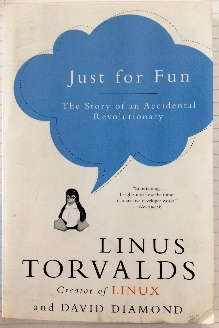 Just for Fun
The Story of an Accidental
Revolutionary
LINUS
TORVALDS
Creator of LINUX
and DAVID DIAMOND